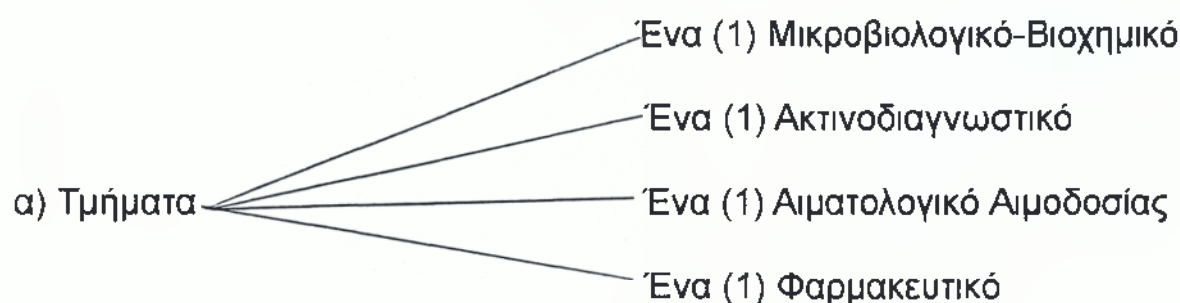 Ένα (1) Μικροβιολογικό-Βιοχημικό
Ένα (1) Ακτινοδιαγνωστικό
α) Τμήματα
Ένα (1) Αιματολογικό Αιμοδοσίας
Ένα (1) Φαρμακευτικό